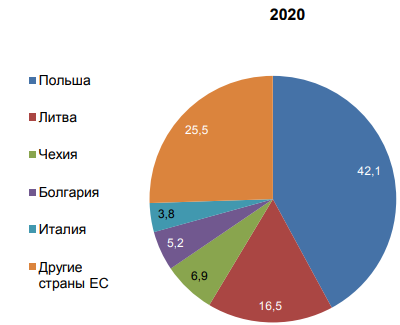 2020
Польша
Литва
Чехия
Болгария
Италия
Другие
страны ЕС
42,1
16,5
6,9
5,2
3,8
25,5